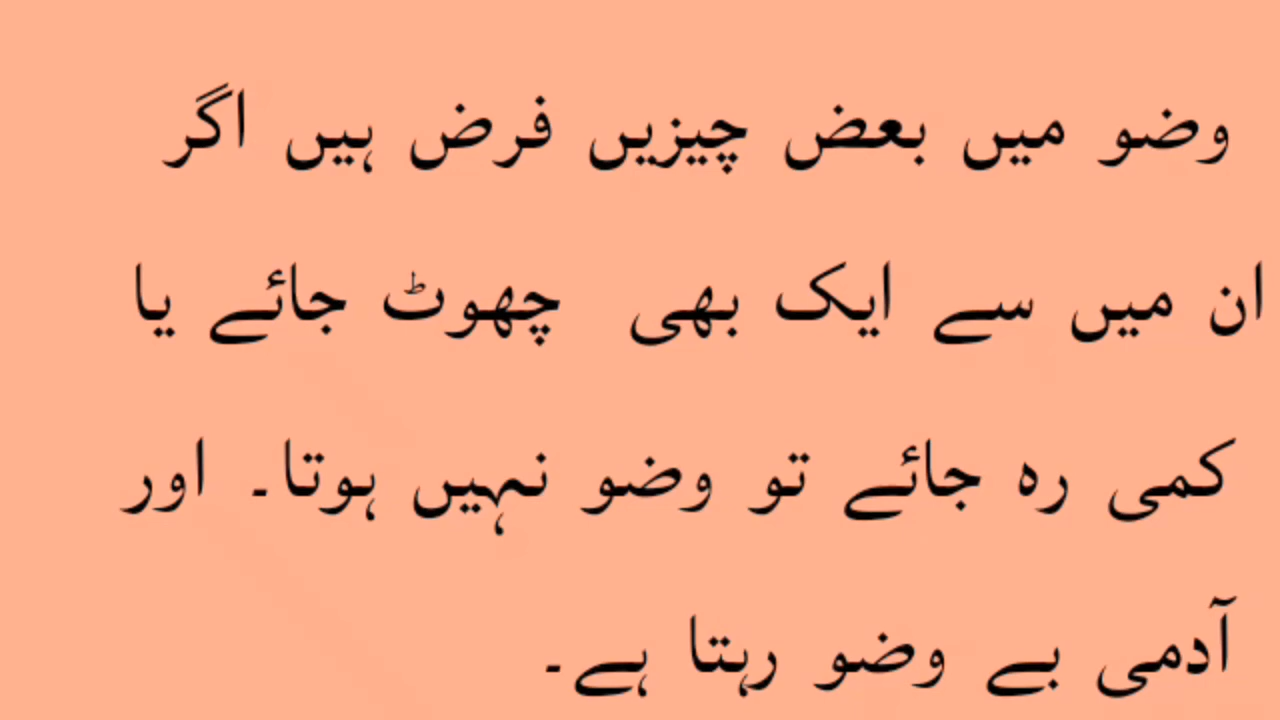 وضو میں بعض چیزیں فرض ہیں اگر
ان میں سے ایک بھی چھوٹ جائے یا
کمی رہ جائے تو وضو نہیں ہوتا۔ اور
آدمی بے وضو رہتا ہے۔